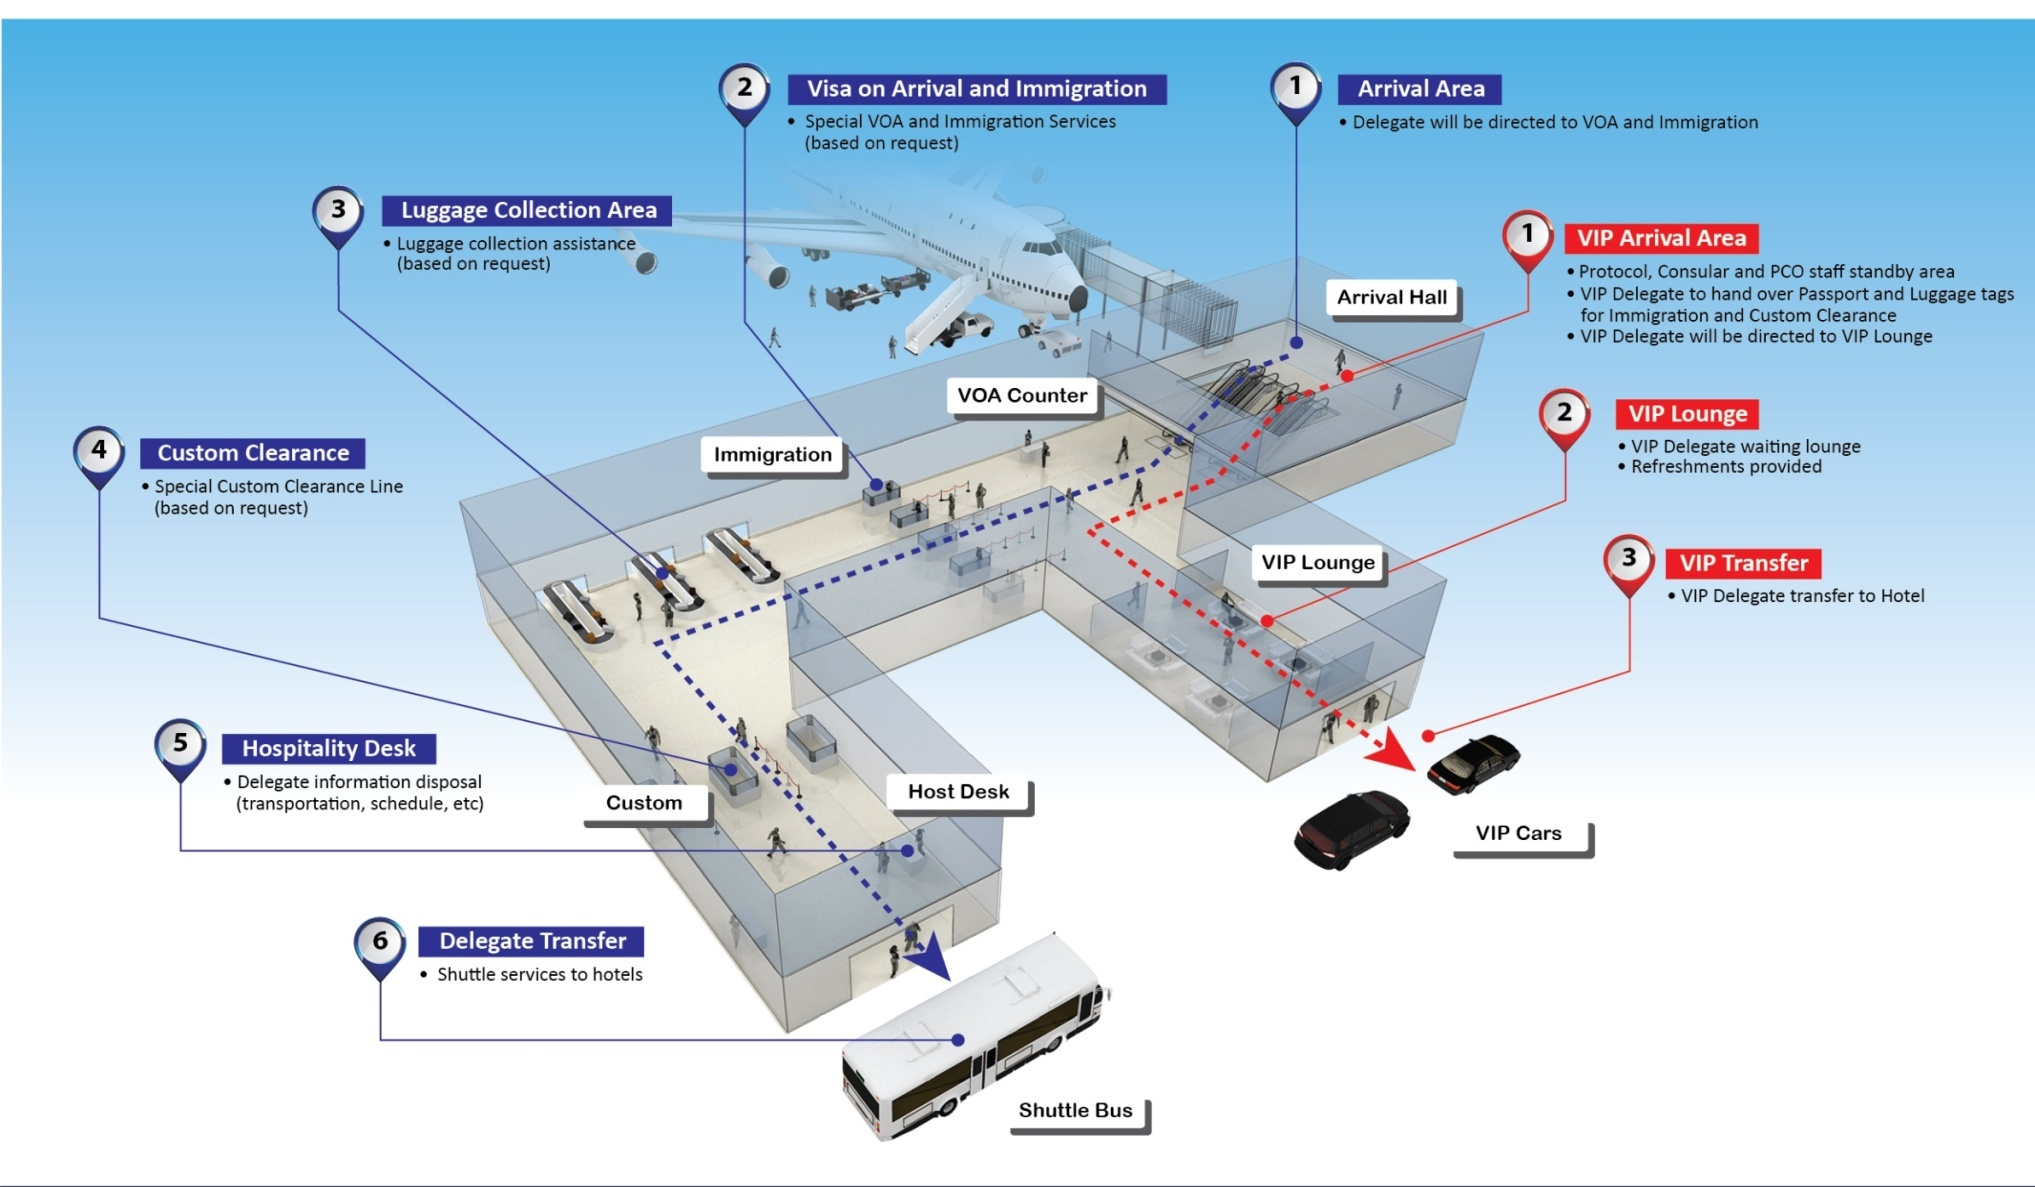 1
Arrival Area
• Delegate will be directed to VOA and Immigration
2
Visa on Arrival and Immigration
• Special VOA and Immigration Services
(based on request)
3
Luggage Collection Area
• Luggage collection assistance
(based on request)
4
Custom Clearance
• Special Custom Clearance Line
(based on request)
5
Hospitality Desk
• Delegate information disposal
(transportation, schedule, etc)
6
Delegate Transfer
• Shuttle services to hotels
1
VIP Arrival Area
• Protocol, Consular and PCO staff standby area
• VIP Delegate to hand over Passport and Luggage tags
for Immigration and Custom Clearance
• VIP Delegate will be directed to VIP Lounge
2
VIP Lounge
• VIP Delegate waiting lounge
• Refreshments provided
3
VIP Transfer
• VIP Delegate transfer to Hotel
Arrival Hall
VOA Counter
Immigration
VIP Lounge
Custom
Host Desk
VIP Cars
Shuttle Bus